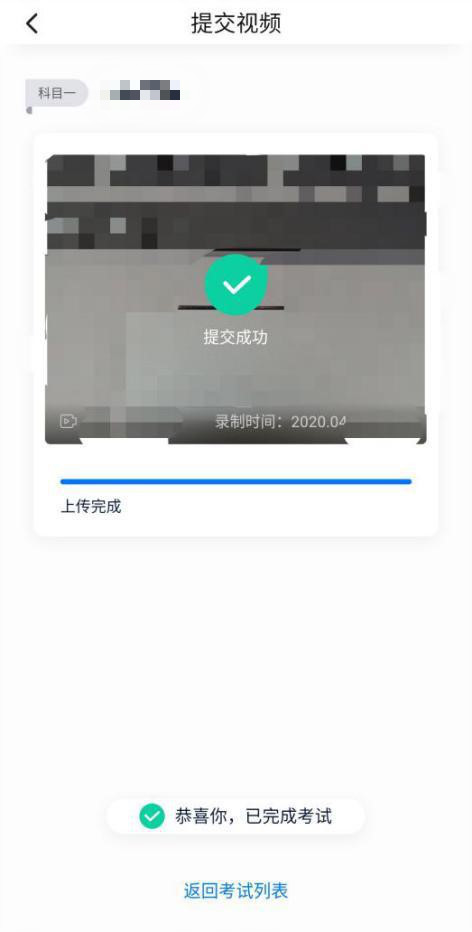 提交视频
科目一
提交成功
录制时间：2020.04
上传完成
恭喜你，已完成考试
返回考试列表